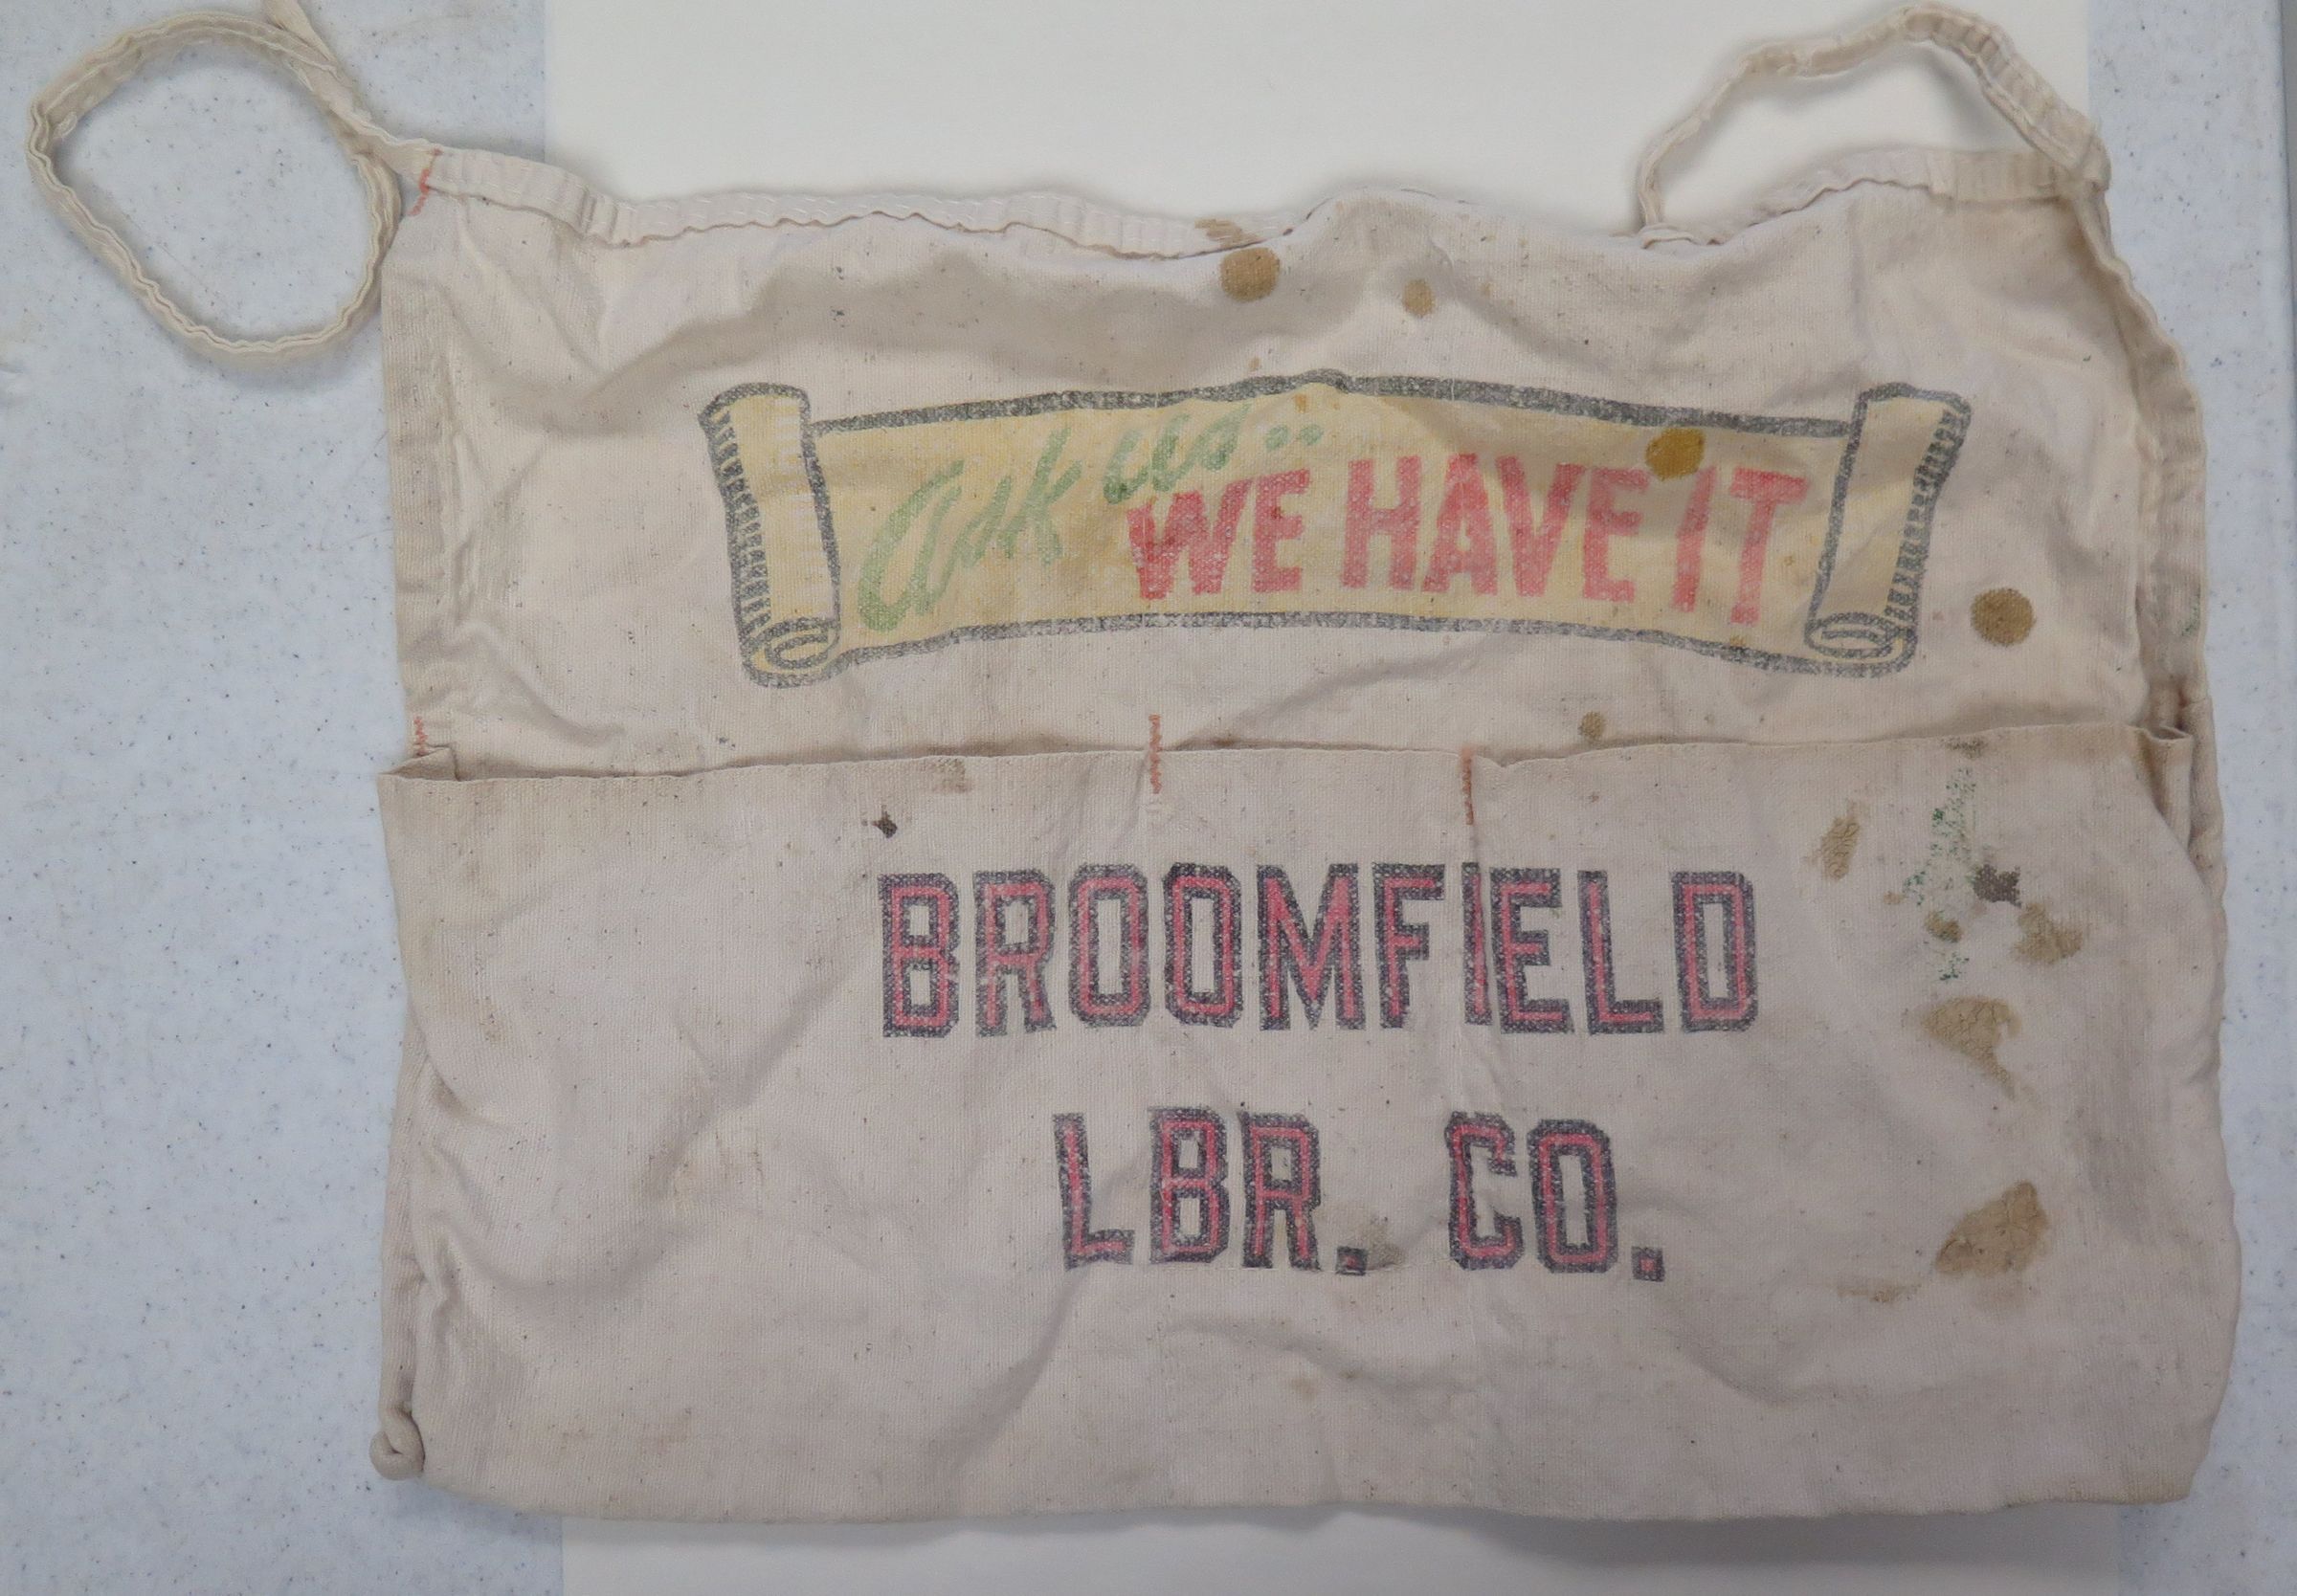 Ask us..
WE HAVE IT
BROOMFIELD
LBR. CO.